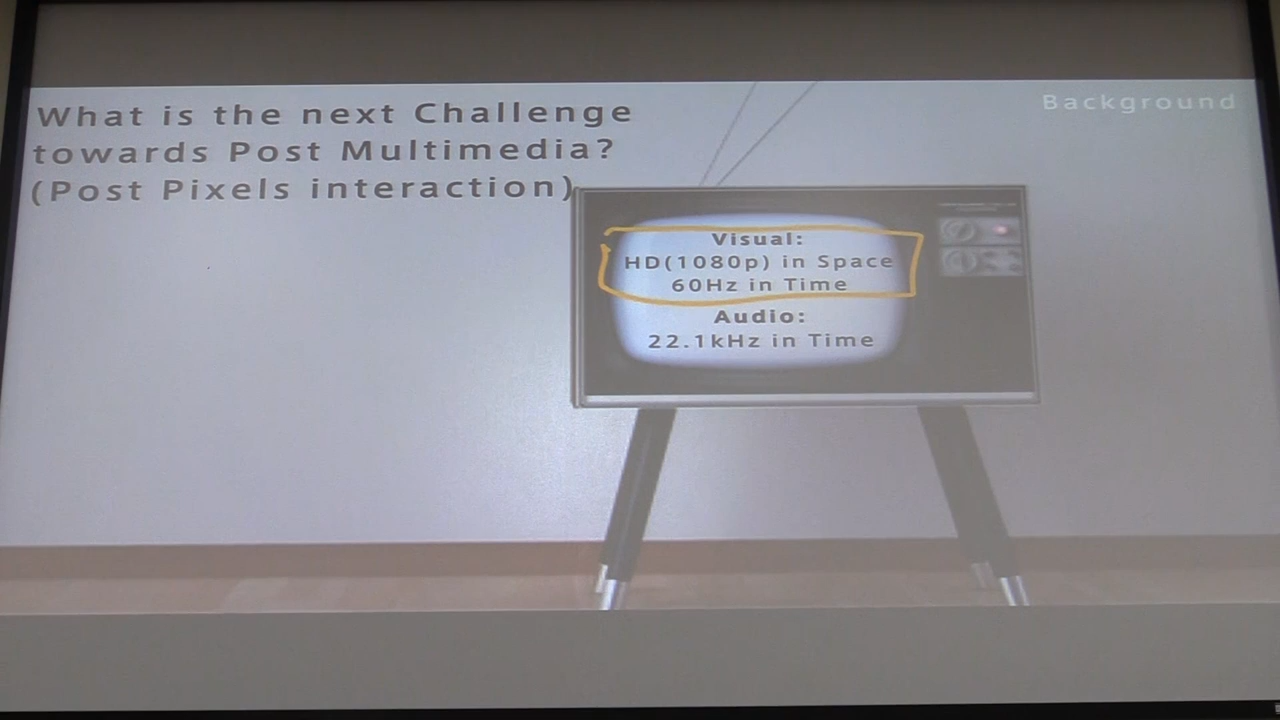 What is the next Challenge
towards Post Multimedia?
(Post Pixels interaction)
Background
Visual:
HD(1080p) in Space
60Hz in Time
Audio:
22.1kHz in Time